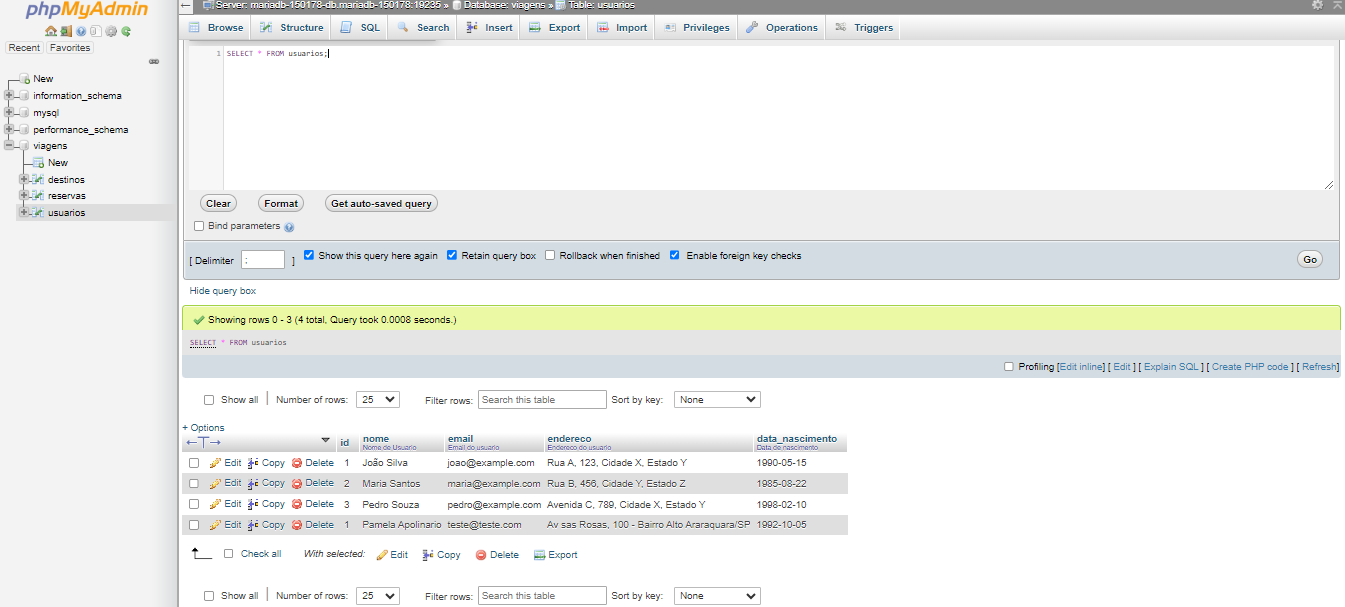 phpMyAdmin
Recent Favorites
New
information_schema
mysql
performance_schema
viagens
New
destinos
reservas
usuarios
Server: mariadb-150178-db.mariadb-150178:19235 » Database: viagens » Table: usuarios
Browse Structure SQL Search Insert Export Import Privileges Operations Triggers
1 SELECT * FROM usuarios;
Clear Format Get auto-saved query
Bind parameters
[ Delimiter ; ] Show this query here again Retain query box Rollback when finished Enable foreign key checks Go
Hide query box
Showing rows 0 - 3 (4 total, Query took 0.0008 seconds.)
SELECT * FROM usuarios
Profiling [Edit inline] [ Edit ] [ Explain SQL ] [ Create PHP code ] [ Refresh]
Show all Number of rows: 25 Filter rows: Search this table Sort by key: None
+ Options
←T→ id nome email endereco data_nascimento
Nome de Usuario Email do usuario Endereco do usuario Data de nascimento
Edit Copy Delete 1 João Silva joao@example.com Rua A, 123, Cidade X, Estado Y 1990-05-15
Edit Copy Delete 2 Maria Santos maria@example.com Rua B, 456, Cidade Y, Estado Z 1985-08-22
Edit Copy Delete 3 Pedro Souza pedro@example.com Avenida C, 789, Cidade X, Estado Y 1998-02-10
Edit Copy Delete 1 Pamela Apolinario teste@teste.com Av sas Rosas, 100 - Bairro Alto Araraquara/SP 1992-10-05
Check all With selected: Edit Copy Delete Export
Show all Number of rows: 25 Filter rows: Search this table Sort by key: None